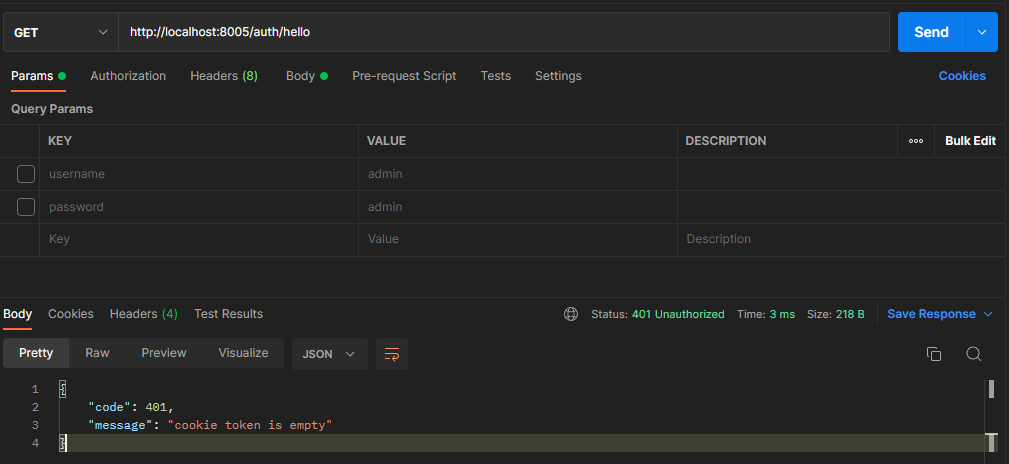 GET http://localhost:8005/auth/hello Send
Params Authorization Headers (8) Body Pre-request Script Tests Settings Cookies
Query Params
KEY VALUE DESCRIPTION ooo Bulk Edit
username admin
password admin
Key Value Description
Body Cookies Headers (4) Test Results Status: 401 Unauthorized Time: 3 ms Size: 218 B Save Response
Pretty Raw Preview Visualize JSON
1 {
2 "code": 401,
3 "message": "cookie token is empty"
4 }